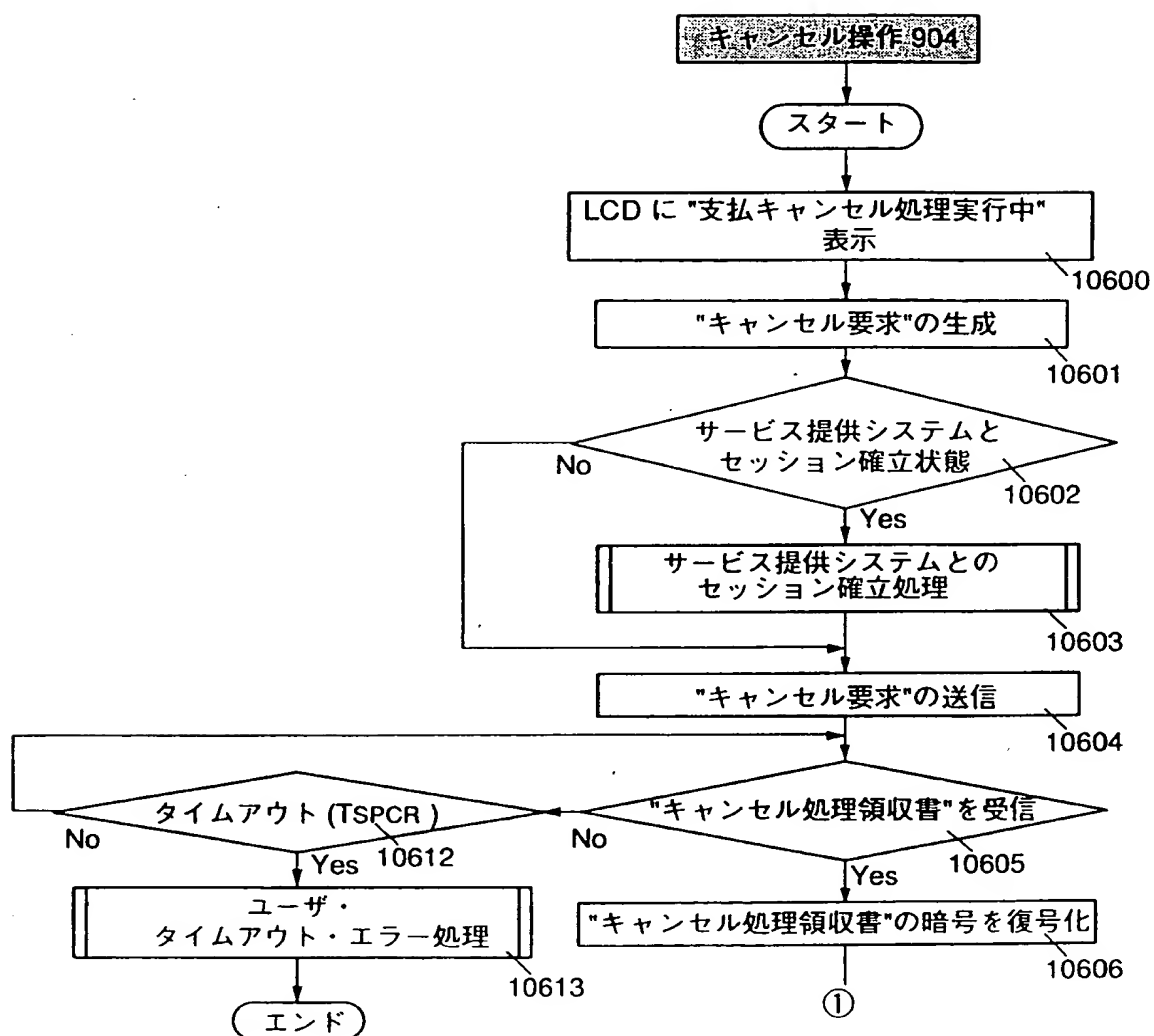 キャンセル操作 904
スタート
LCD に "支払キャンセル処理実行中"
表示
10600
"キャンセル要求"の生成
10601
サービス提供システムと
セッション確立状態
No
10602
Yes
サービス提供システムとの
セッション確立処理
10603
"キャンセル要求"の送信
10604
タイムアウト (TSPCR)
No
10612
Yes
"キャンセル処理領収書"を受信
No
10605
Yes
ユーザ・
タイムアウト・エラー処理
10613
"キャンセル処理領収書"の暗号を復号化
10606
エンド
①